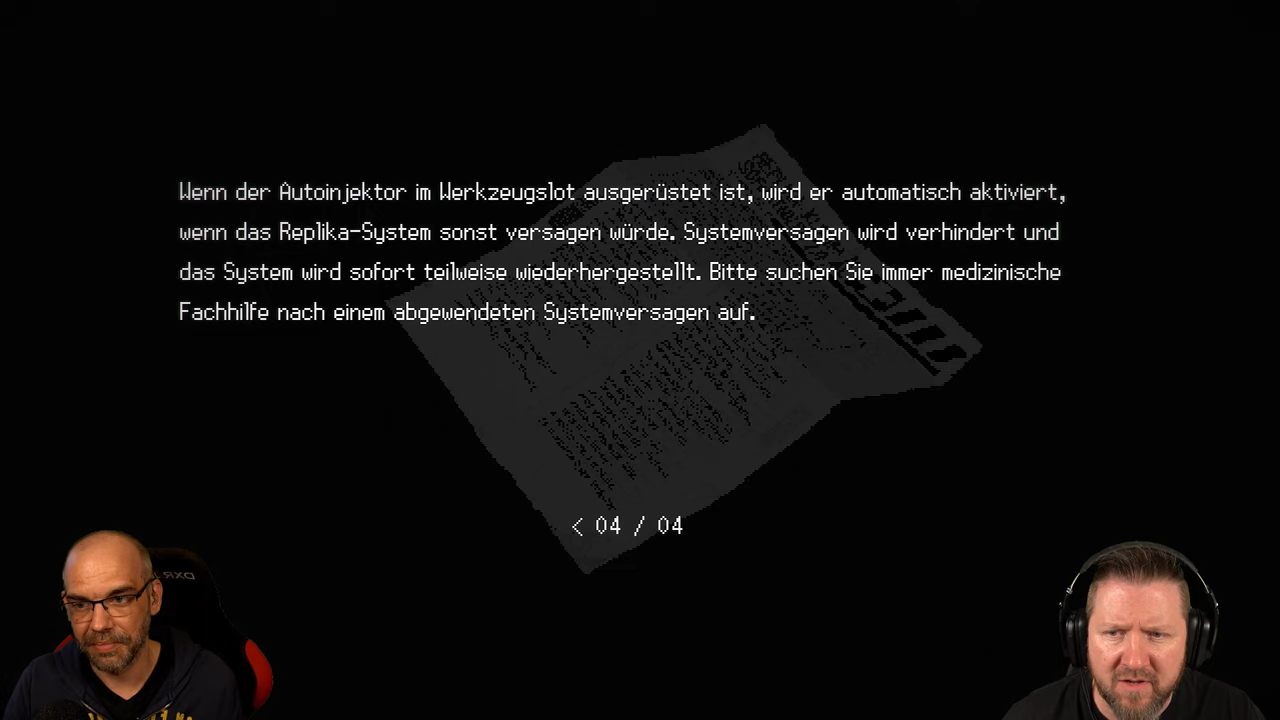 Wenn der Autoinjektor im Werkzeugslot ausgerüstet ist, wird er automatisch aktiviert,
wenn das Replika-System sonst versagen würde. Systemversagen wird verhindert und
das System wird sofort teilweise wiederhergestellt. Bitte suchen Sie immer medizinische
Fachhilfe nach einem abgewendeten Systemversagen auf.
< 04 / 04
DXR